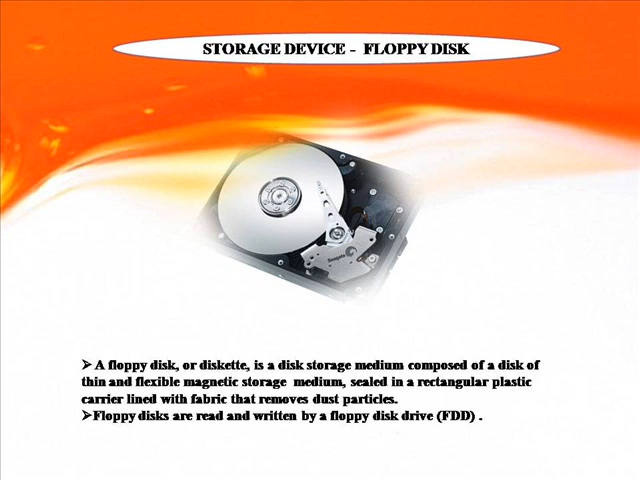 STORAGE DEVICE - FLOPPY DISK
Seagate
➢ A floppy disk, or diskette, is a disk storage medium composed of a disk of
thin and flexible magnetic storage medium, sealed in a rectangular plastic
carrier lined with fabric that removes dust particles.
➢Floppy disks are read and written by a floppy disk drive (FDD) .